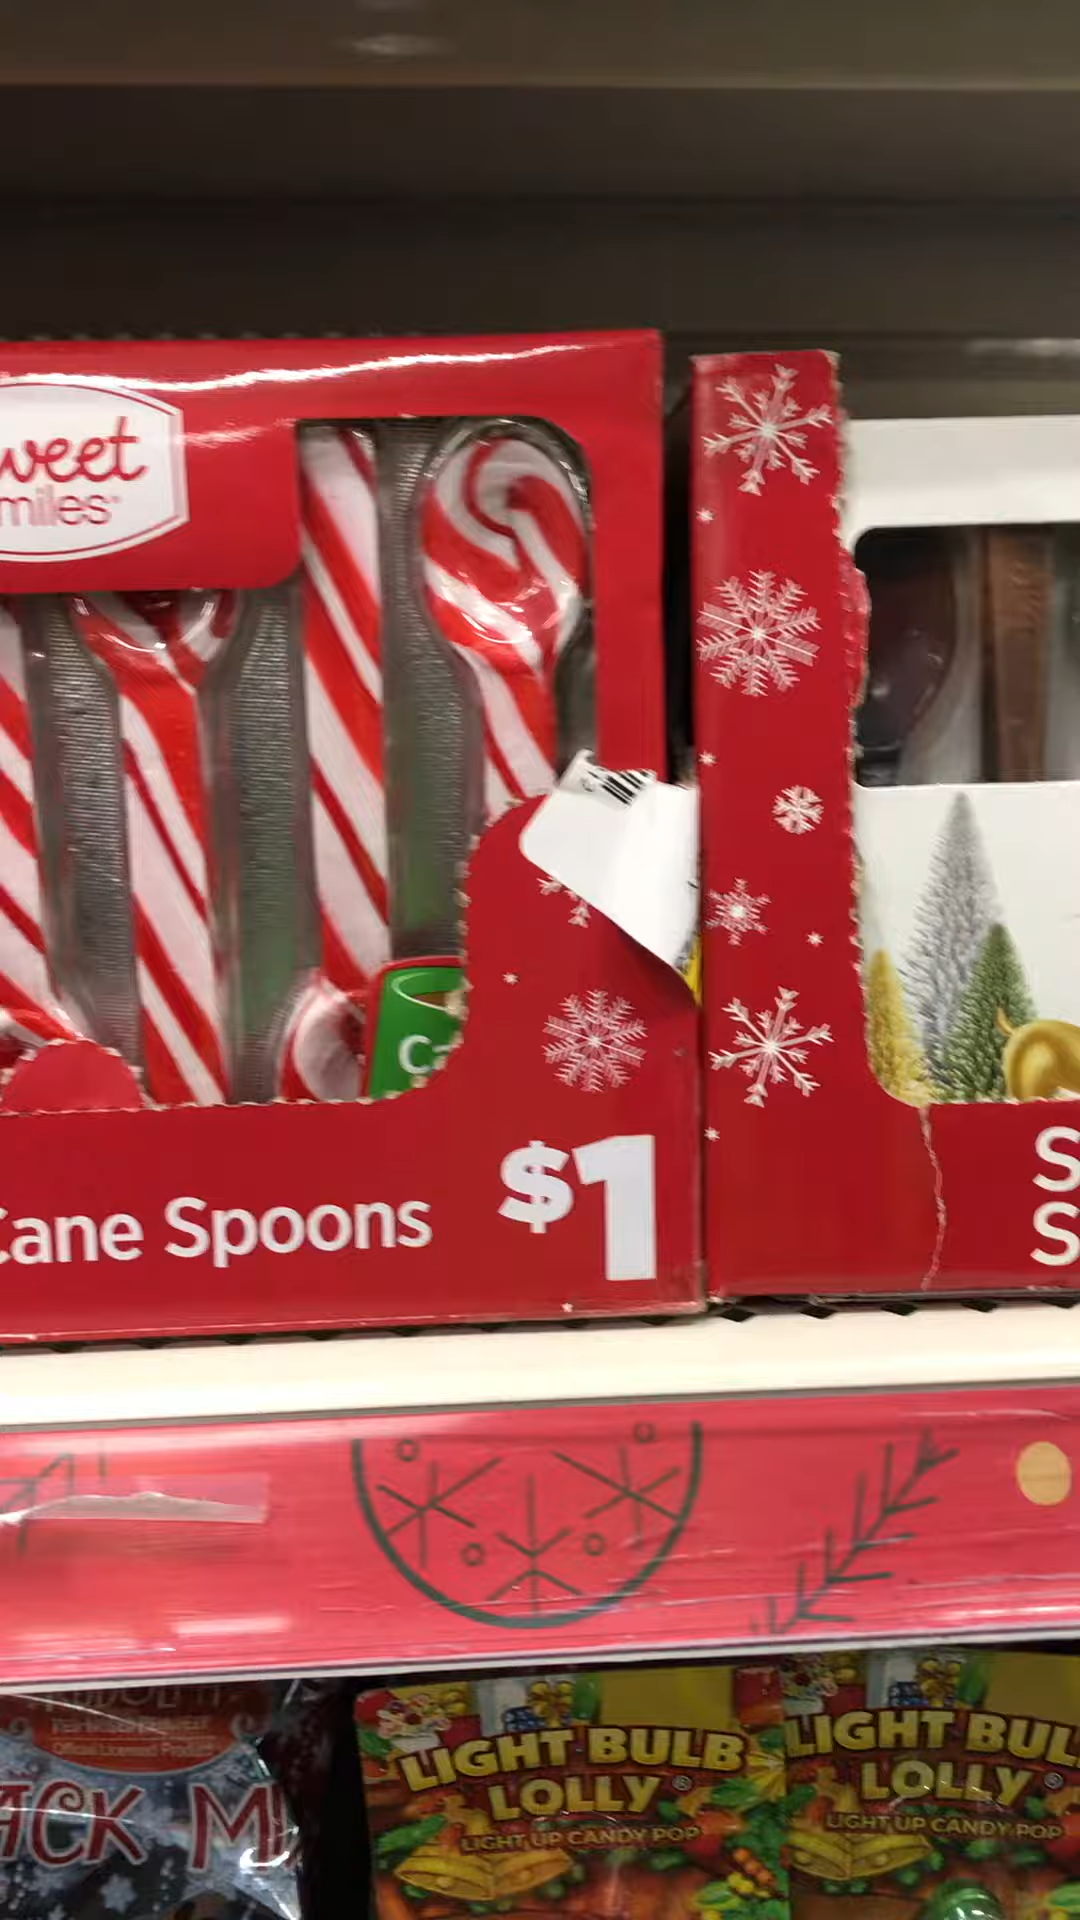 weet
miles
Ca
Cane Spoons
$1
S
S
ACK M
LIGHT BULB
LOLLY®
LIGHT UP CANDY POP
LIGHT BUL
LOLLY®
LIGHT UP CANDY POP